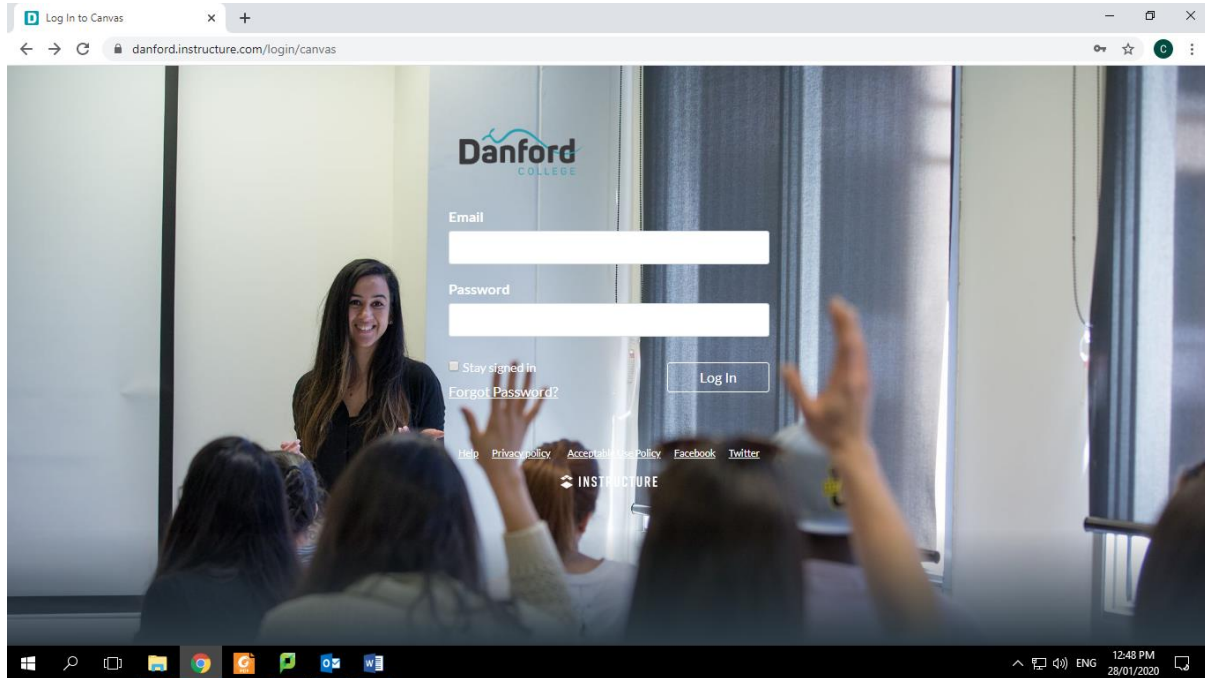 Log In to Canvas
danford.instructure.com/login/canvas
C
Danford
COLLEGE
Email
Password
Stay signed in
Log In
Forgot Password?
Help Privacy policy Acceptable Use Policy Facebook Twitter
INSTRUCTURE
ENG
12:48 PM
28/01/2020